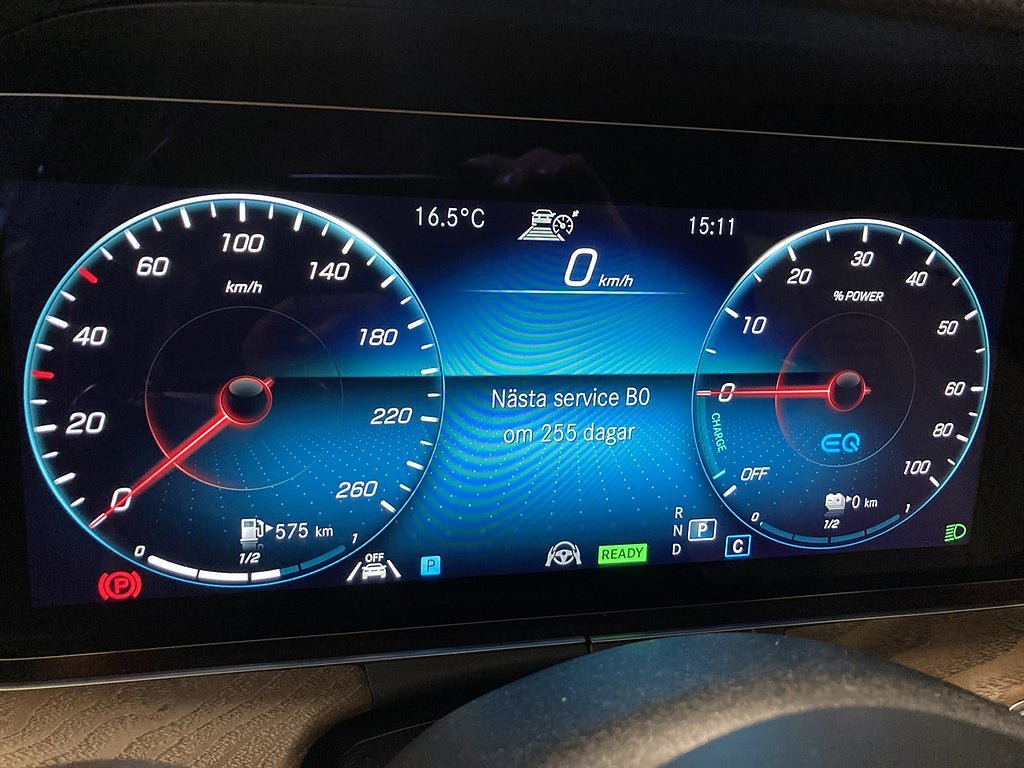 16.5°C
15:11
0 km/h
Nästa service B0
om 255 dagar
0
20
40
60
100
140
180
220
260
km/h
575 km
0 1/2 1
OFF
P
READY
R
N
D
P
C
OFF
0
10
20
30
40
50
60
80
100
% POWER
CHARGE
EQ
0 km
0 1/2 1
P